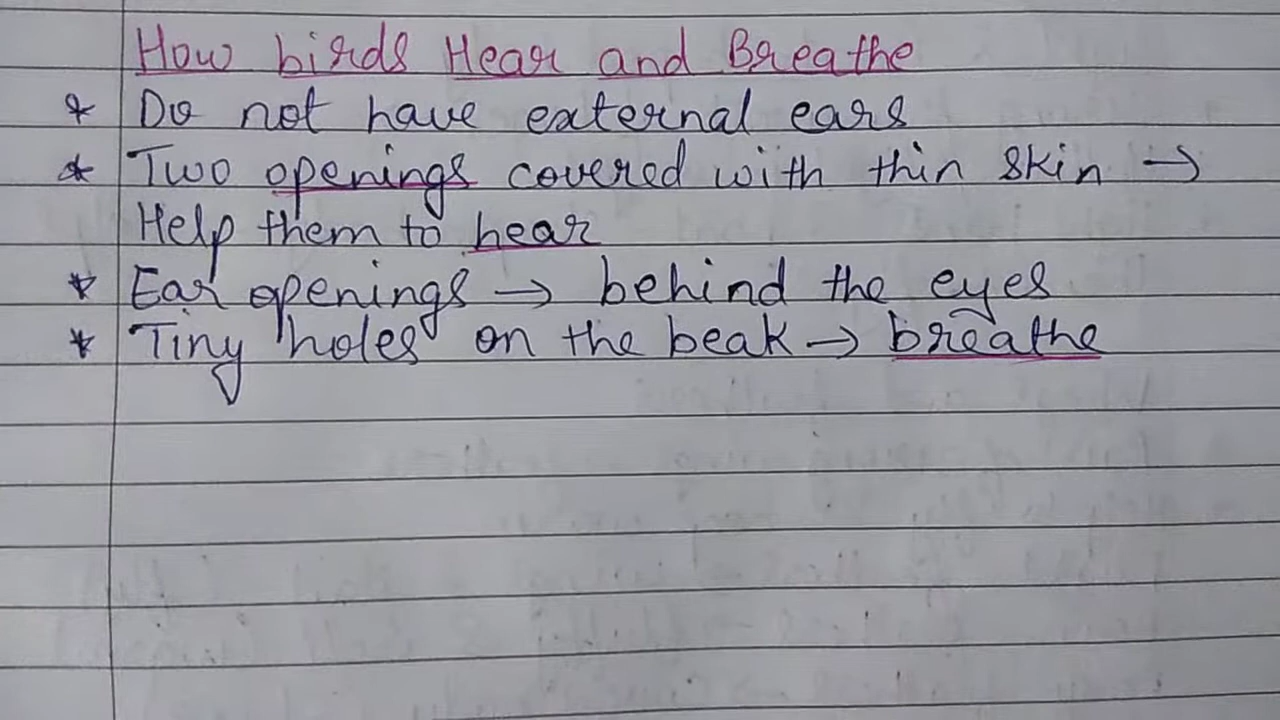 How birds Hear and Breathe
* Do not have external ears
* Two openings covered with thin skin →
Help them to hear
* Ear openings → behind the eyes
* Tiny holes on the beak → breathe